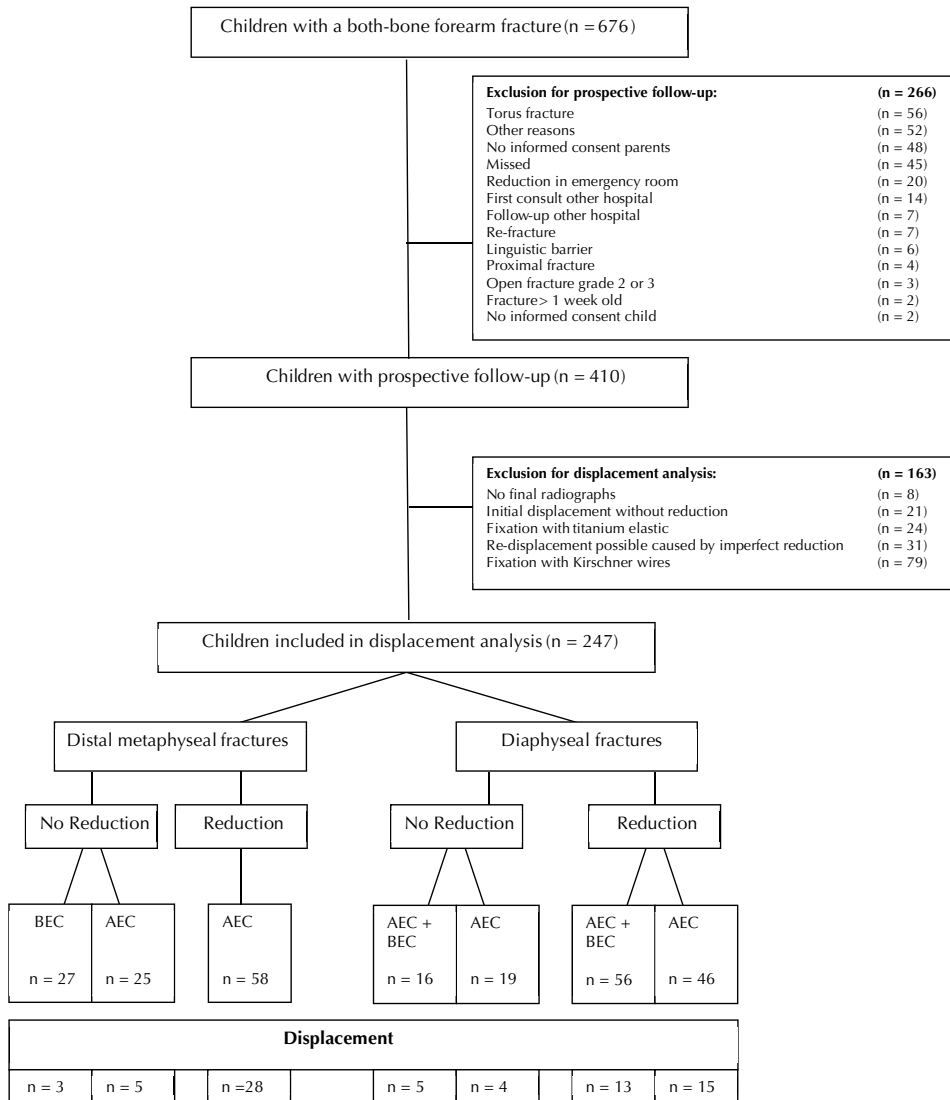 Children with a both-bone forearm fracture (n = 676)
Exclusion for prospective follow-up: (n = 266)
Torus fracture (n = 56)
Other reasons (n = 52)
No informed consent parents (n = 48)
Missed (n = 45)
Reduction in emergency room (n = 20)
First consult other hospital (n = 14)
Follow-up other hospital (n = 7)
Re-fracture (n = 7)
Linguistic barrier (n = 6)
Proximal fracture (n = 4)
Open fracture grade 2 or 3 (n = 3)
Fracture> 1 week old (n = 2)
No informed consent child (n = 2)
Children with prospective follow-up (n = 410)
Exclusion for displacement analysis: (n = 163)
No final radiographs (n = 8)
Initial displacement without reduction (n = 21)
Fixation with titanium elastic (n = 24)
Re-displacement possible caused by imperfect reduction (n = 31)
Fixation with Kirschner wires (n = 79)
Children included in displacement analysis (n = 247)
Distal metaphyseal fractures Diaphyseal fractures
No Reduction Reduction No Reduction Reduction
BEC AEC AEC AEC + AEC AEC + AEC
BEC BEC
n = 27 n = 25 n = 58 n = 16 n = 19 n = 56 n = 46
Displacement
n = 3 n = 5 n =28 n = 5 n = 4 n = 13 n = 15